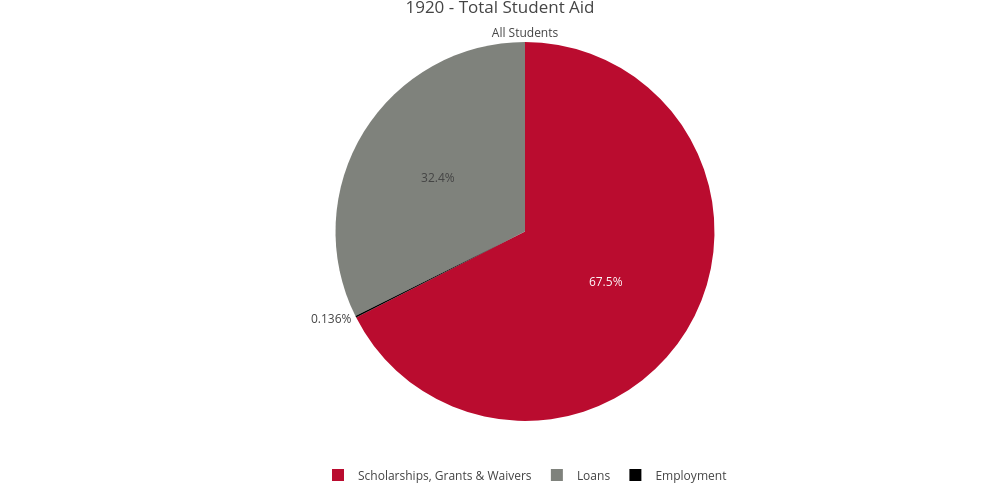 1920 - Total Student Aid
All Students
32.4%
67.5%
0.136%
Scholarships, Grants & Waivers Loans Employment